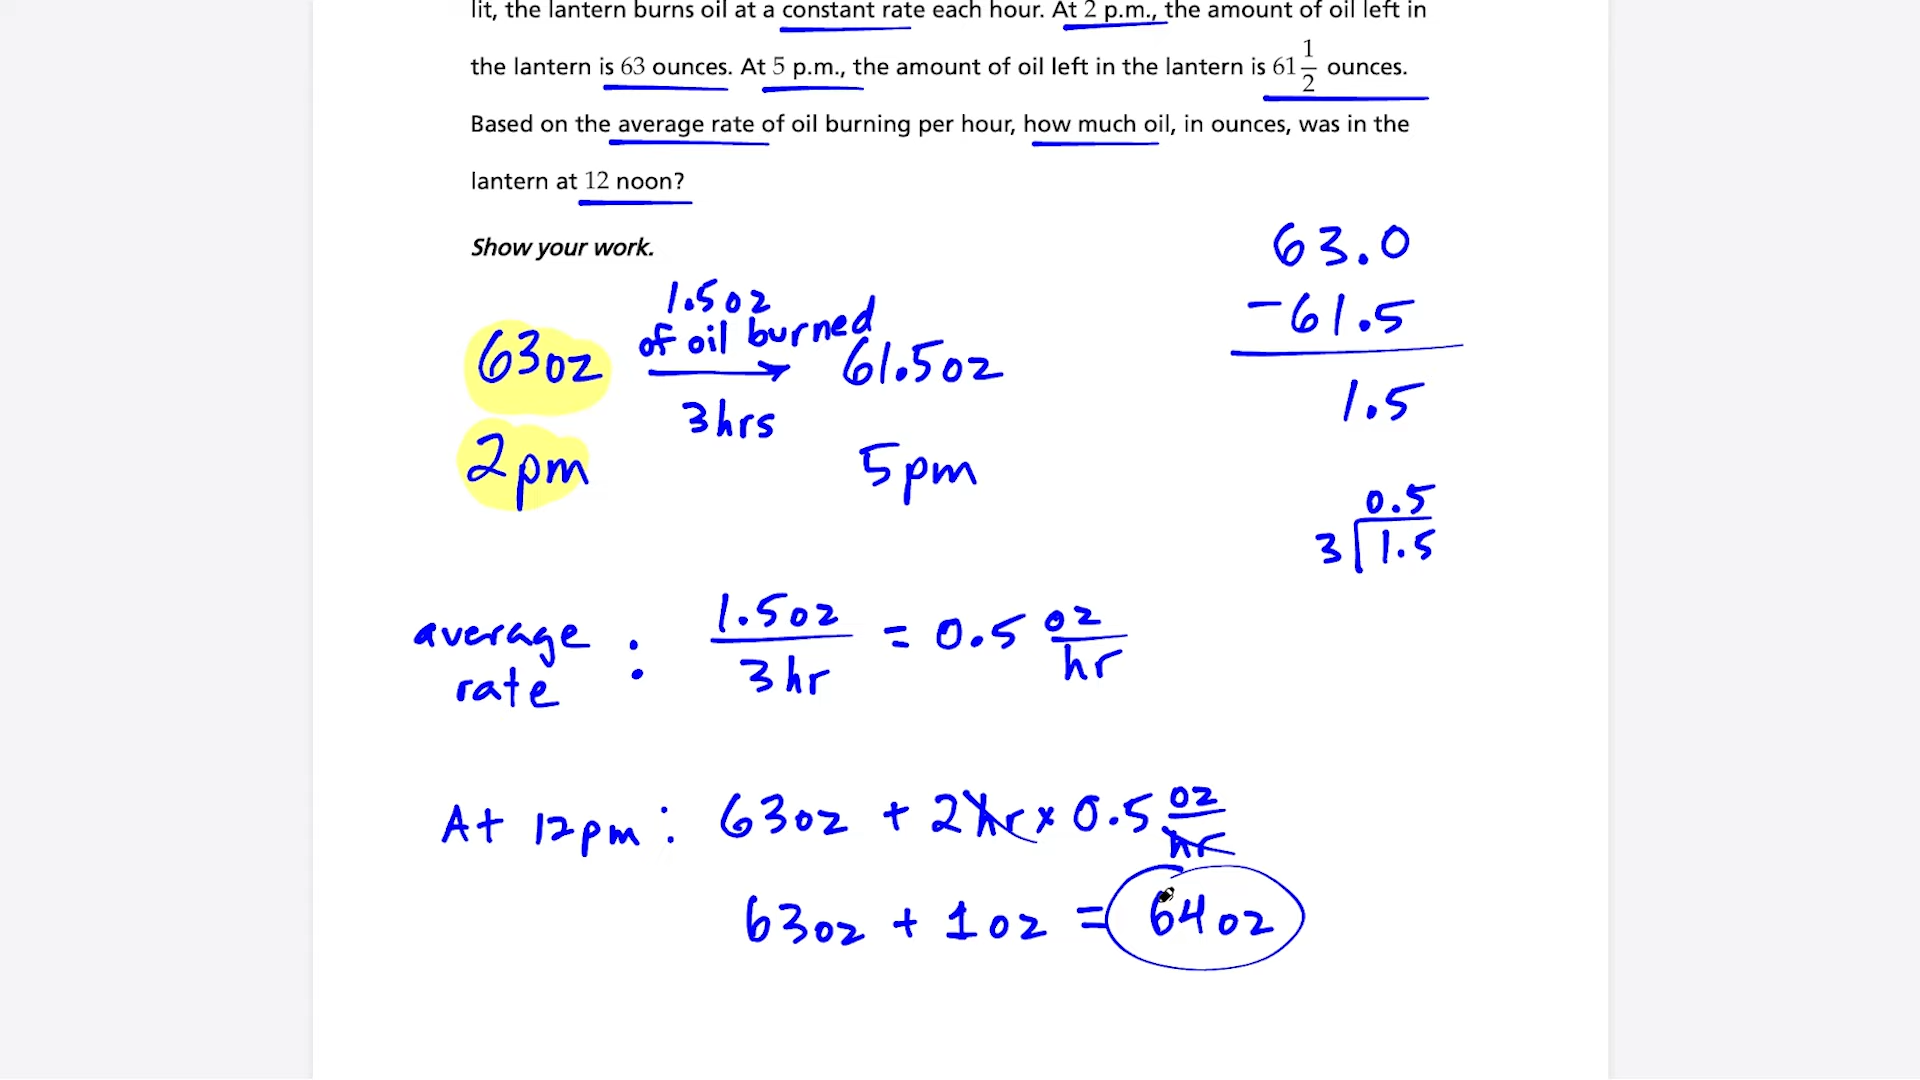 lit, the lantern burns oil at a constant rate each hour. At 2 p.m., the amount of oil left in
the lantern is 63 ounces. At 5 p.m., the amount of oil left in the lantern is 61 1/2 ounces.
Based on the average rate of oil burning per hour, how much oil, in ounces, was in the
lantern at 12 noon?
Show your work.
63.0
-61.5
1.5
1.5oz
of oil burned
63oz 61.5oz
3hrs
2pm 5pm
0.5
3 1.5
average rate : 1.5oz / 3hr = 0.5 oz/hr
At 12pm : 63oz + 2hr x 0.5 oz/hr
63oz + 1oz = 64oz